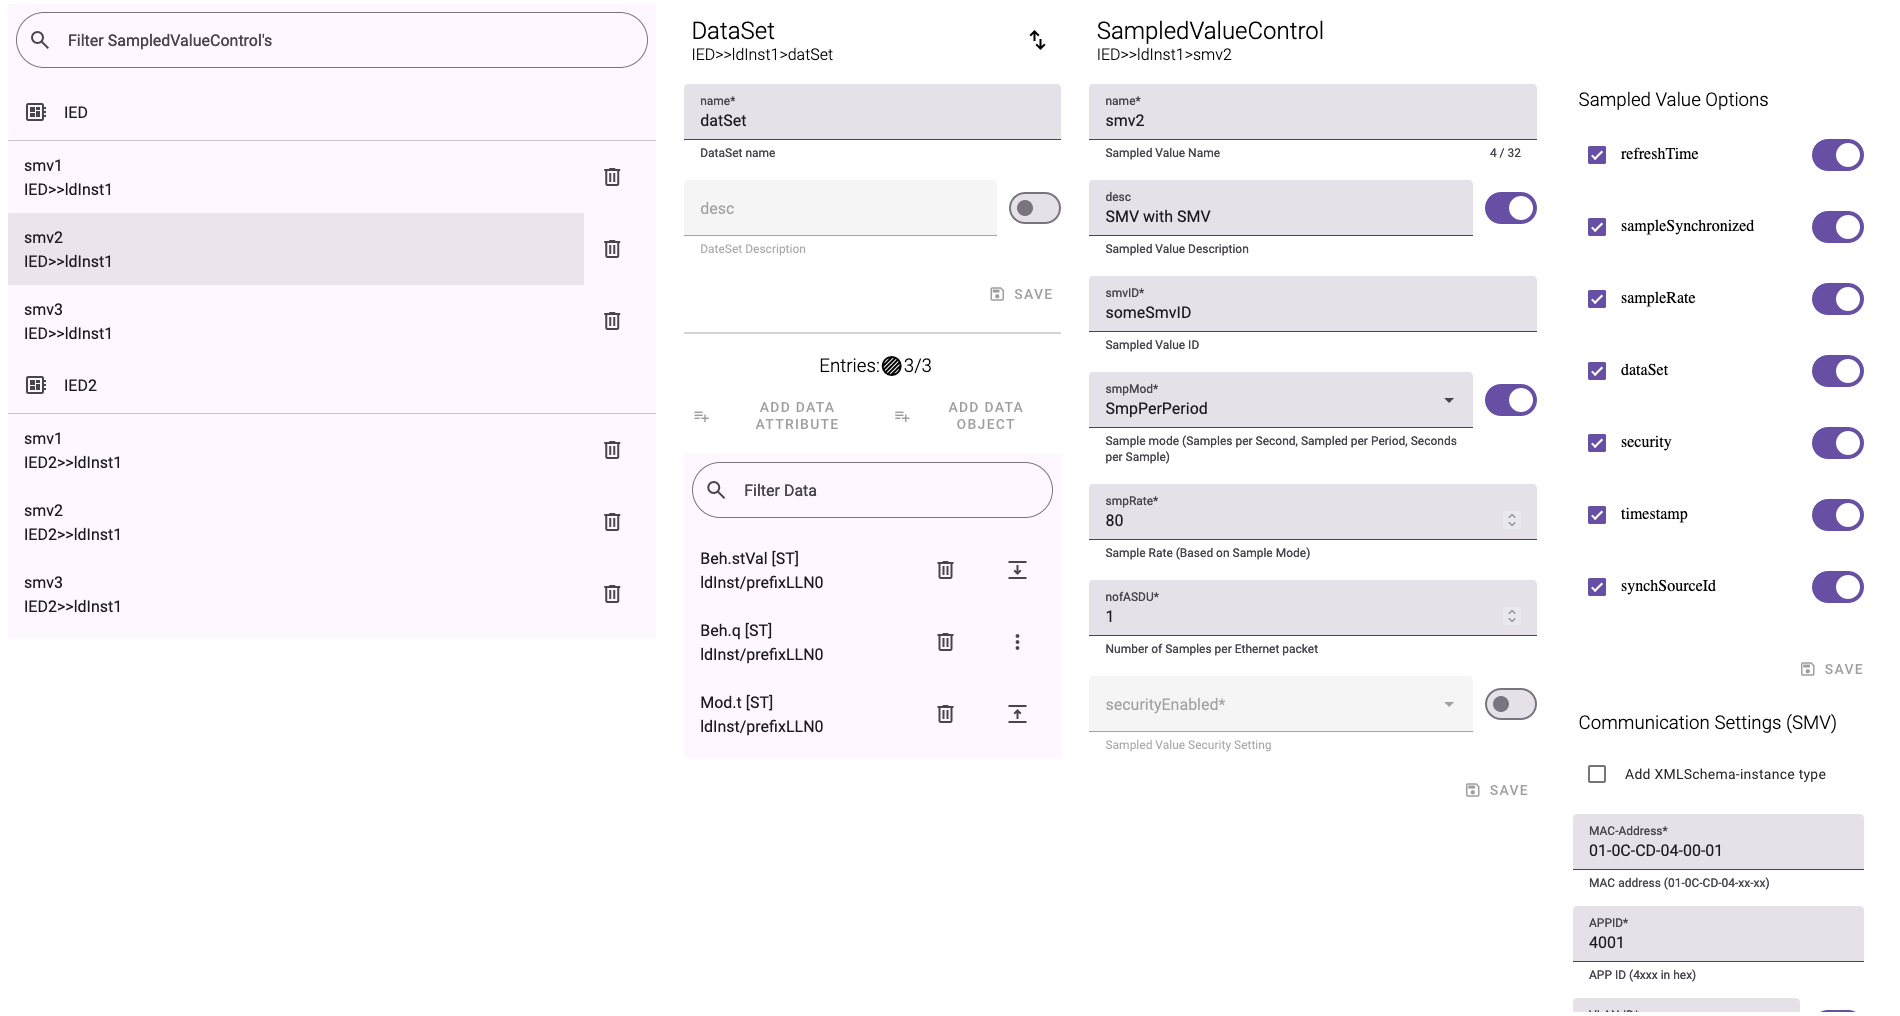 Filter SampledValueControl's
IED
smv1
IED>>ldInst1
smv2
IED>>ldInst1
smv3
IED>>ldInst1
IED2
smv1
IED2>>ldInst1
smv2
IED2>>ldInst1
smv3
IED2>>ldInst1
DataSet
IED>>ldInst1>datSet
name*
datSet
DataSet name
desc
DateSet Description
SAVE
Entries: 3/3
ADD DATA
ATTRIBUTE
ADD DATA
OBJECT
Filter Data
Beh.stVal [ST]
ldInst/prefixLLN0
Beh.q [ST]
ldInst/prefixLLN0
Mod.t [ST]
ldInst/prefixLLN0
SampledValueControl
IED>>ldInst1>smv2
name*
smv2
Sampled Value Name
4 / 32
desc
SMV with SMV
Sampled Value Description
smvID*
someSmvID
Sampled Value ID
smpMod*
SmpPerPeriod
Sample mode (Samples per Second, Sampled per Period, Seconds
per Sample)
smpRate*
80
Sample Rate (Based on Sample Mode)
nofASDU*
1
Number of Samples per Ethernet packet
securityEnabled*
Sampled Value Security Setting
SAVE
Sampled Value Options
refreshTime
sampleSynchronized
sampleRate
dataSet
security
timestamp
synchSourceId
SAVE
Communication Settings (SMV)
Add XMLSchema-instance type
MAC-Address*
01-0C-CD-04-00-01
MAC address (01-0C-CD-04-xx-xx)
APPID*
4001
APP ID (4xxx in hex)